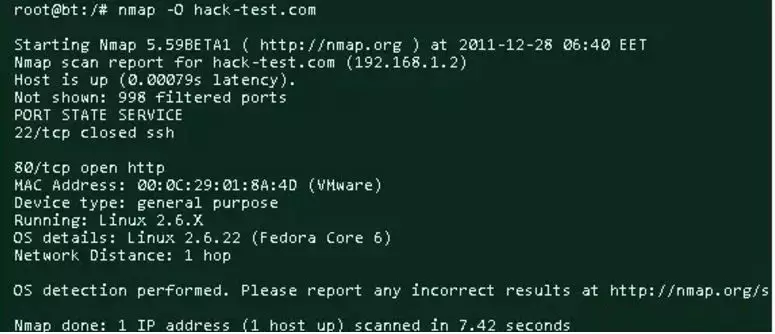 root@bt:/# nmap -O hack-test.com
Starting Nmap 5.59BETA1 ( http://nmap.org ) at 2011-12-28 06:40 EET
Nmap scan report for hack-test.com (192.168.1.2)
Host is up (0.00079s latency).
Not shown: 998 filtered ports
PORT STATE SERVICE
22/tcp closed ssh
80/tcp open http
MAC Address: 00:0C:29:01:8A:4D (VMware)
Device type: general purpose
Running: Linux 2.6.X
OS details: Linux 2.6.22 (Fedora Core 6)
Network Distance: 1 hop
OS detection performed. Please report any incorrect results at http://nmap.org/s
Nmap done: 1 IP address (1 host up) scanned in 7.42 seconds